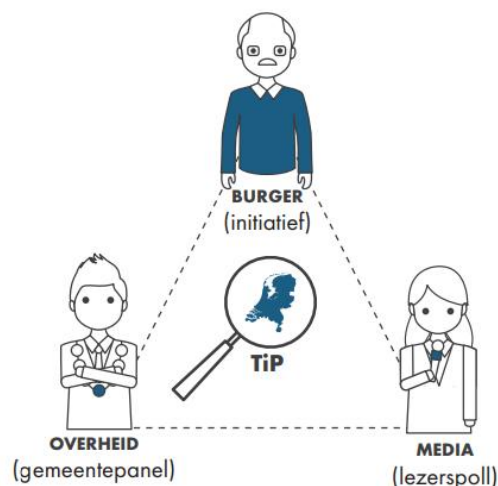 BURGER
(initiatief)
TiP
OVERHEID
(gemeentepanel)
MEDIA
(lezerspoll)